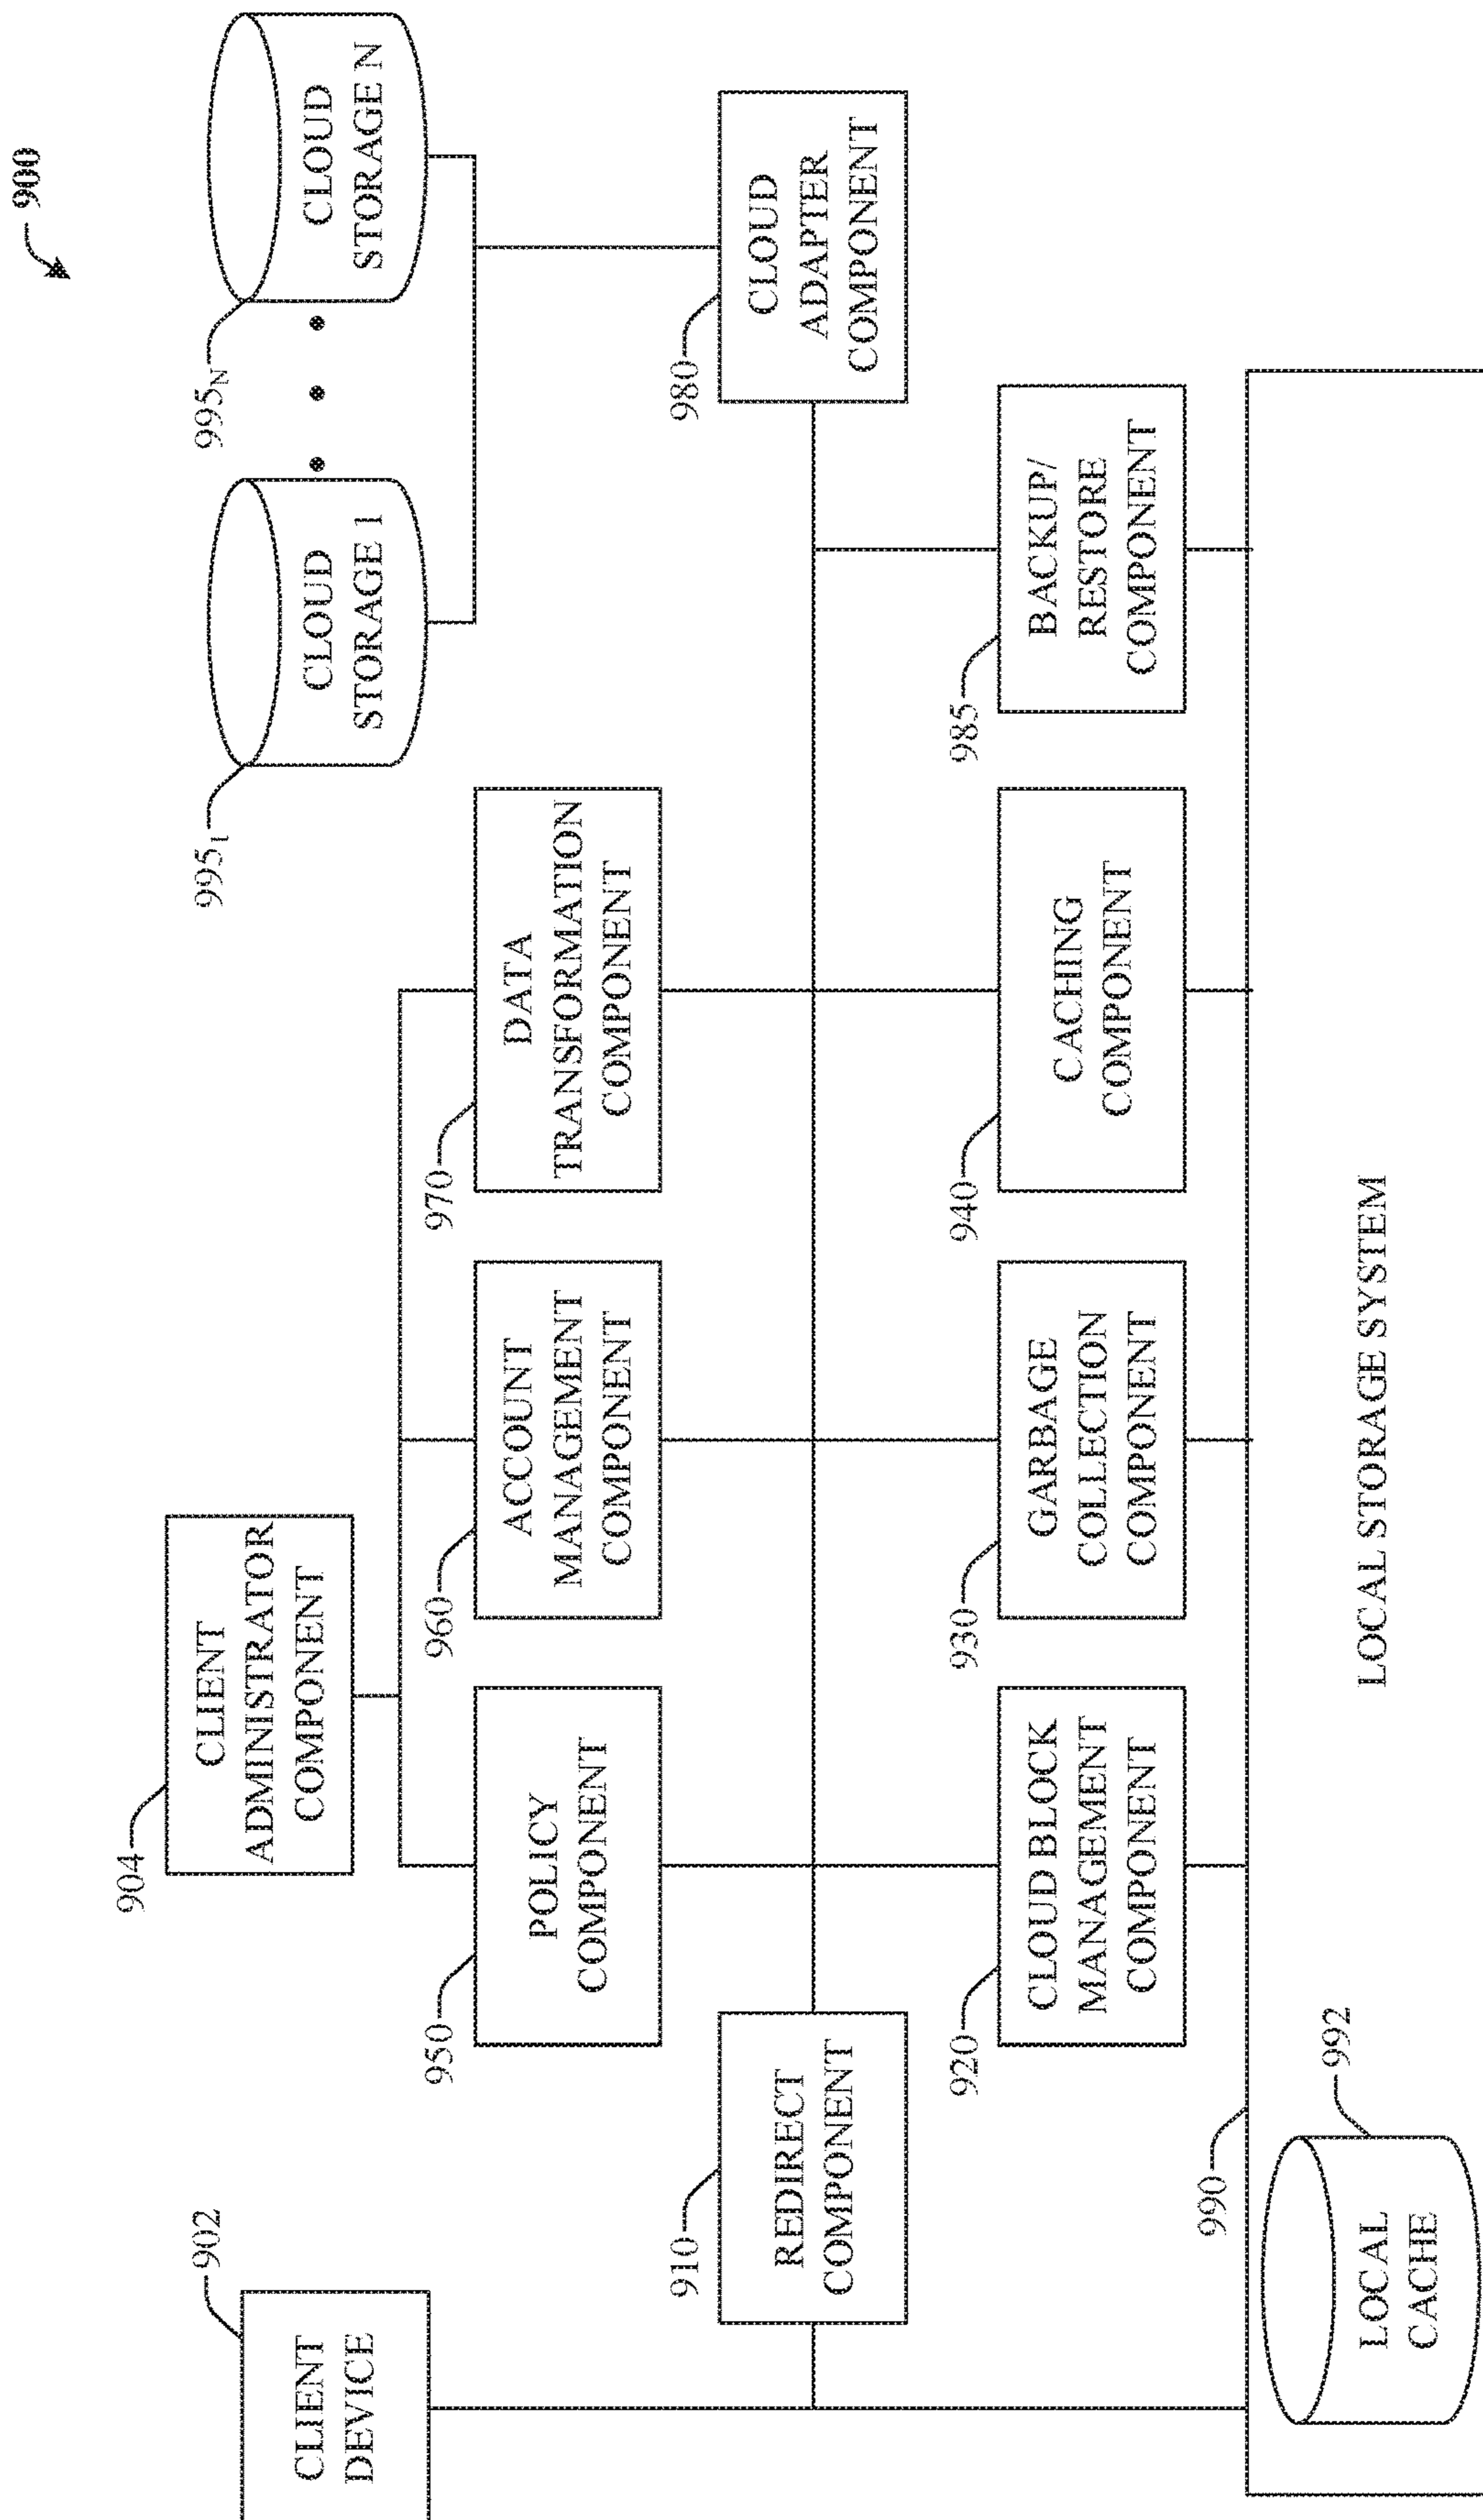 900
902
CLIENT
DEVICE
904
CLIENT
ADMINISTRATOR
COMPONENT
995₁
CLOUD
STORAGE 1
995N
CLOUD
STORAGE N
950
POLICY
COMPONENT
960
ACCOUNT
MANAGEMENT
COMPONENT
970
DATA
TRANSFORMATION
COMPONENT
910
REDIRECT
COMPONENT
980
CLOUD
ADAPTER
COMPONENT
920
CLOUD BLOCK
MANAGEMENT
COMPONENT
930
GARBAGE
COLLECTION
COMPONENT
940
CACHING
COMPONENT
985
BACKUP/
RESTORE
COMPONENT
990
LOCAL
CACHE
992
LOCAL STORAGE SYSTEM